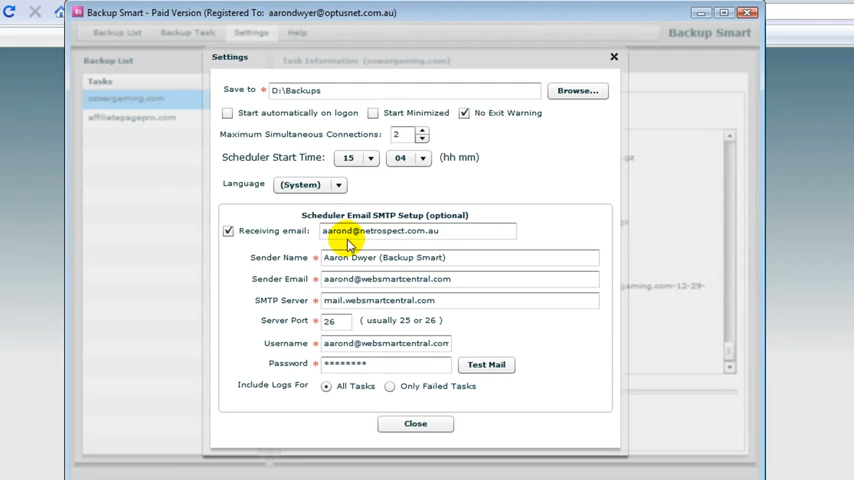 Backup Smart - Paid Version (Registered To: aarondwyer@optusnet.com.au)
Backup List Backup Task Settings Help Backup Smart
Backup List Task Information (ozwargaming.com)
Settings
Tasks
ozwargaming.com
affiliatepagepro.com
Save to * D:\Backups Browse...
Start automatically on logon Start Minimized No Exit Warning
Maximum Simultaneous Connections: 2
Scheduler Start Time: 15 04 (hh mm)
Language (System)
.gz
Scheduler Email SMTP Setup (optional)
Receiving email: aarond@netrospect.com.au
Sender Name * Aaron Dwyer (Backup Smart)
Sender Email * aarond@websmartcentral.com
gaming.com-12-29-
SMTP Server * mail.websmartcentral.com
Server Port * 26 ( usually 25 or 26 )
Username * aarond@websmartcentral.com
Password * ******** Test Mail
Include Logs For All Tasks Only Failed Tasks
Close